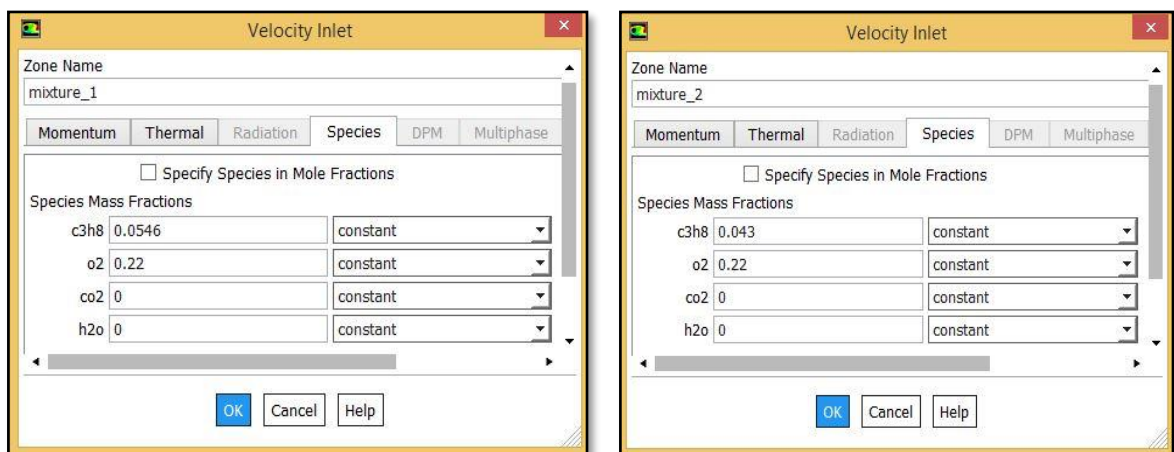 Velocity Inlet
Zone Name
mixture_1
Momentum Thermal Radiation Species DPM Multiphase
Specify Species in Mole Fractions
Species Mass Fractions
c3h8 0.0546 constant
o2 0.22 constant
co2 0 constant
h2o 0 constant
OK Cancel Help
Velocity Inlet
Zone Name
mixture_2
Momentum Thermal Radiation Species DPM Multiphase
Specify Species in Mole Fractions
Species Mass Fractions
c3h8 0.043 constant
o2 0.22 constant
co2 0 constant
h2o 0 constant
OK Cancel Help